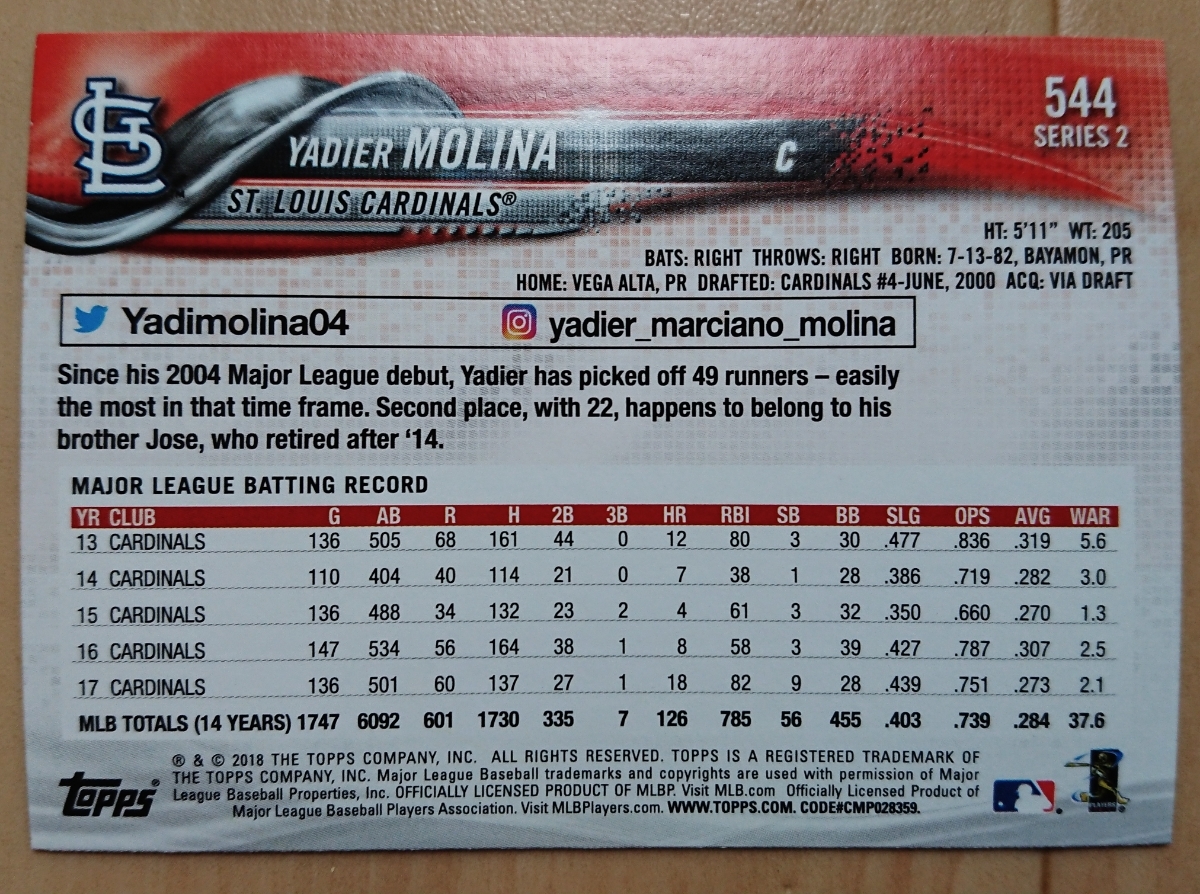 544
SERIES 2
YADIER MOLINA C
ST. LOUIS CARDINALS®
HT: 5'11" WT: 205
BATS: RIGHT THROWS: RIGHT BORN: 7-13-82, BAYAMON, PR
HOME: VEGA ALTA, PR DRAFTED: CARDINALS #4-JUNE, 2000 ACQ: VIA DRAFT
Yadimolina04 yadier_marciano_molina
Since his 2004 Major League debut, Yadier has picked off 49 runners – easily
the most in that time frame. Second place, with 22, happens to belong to his
brother Jose, who retired after ‘14.
MAJOR LEAGUE BATTING RECORD
YR CLUB G AB R H 2B 3B HR RBI SB BB SLG OPS AVG WAR
13 CARDINALS 136 505 68 161 44 0 12 80 3 30 .477 .836 .319 5.6
14 CARDINALS 110 404 40 114 21 0 7 38 1 28 .386 .719 .282 3.0
15 CARDINALS 136 488 34 132 23 2 4 61 3 32 .350 .660 .270 1.3
16 CARDINALS 147 534 56 164 38 1 8 58 3 39 .427 .787 .307 2.5
17 CARDINALS 136 501 60 137 27 1 18 82 9 28 .439 .751 .273 2.1
MLB TOTALS (14 YEARS) 1747 6092 601 1730 335 7 126 785 56 455 .403 .739 .284 37.6
® & © 2018 THE TOPPS COMPANY, INC. ALL RIGHTS RESERVED. TOPPS IS A REGISTERED TRADEMARK OF
THE TOPPS COMPANY, INC. Major League Baseball trademarks and copyrights are used with permission of Major
League Baseball Properties, Inc. OFFICIALLY LICENSED PRODUCT OF MLBP. Visit MLB.com Officially Licensed Product of
Major League Baseball Players Association. Visit MLBPlayers.com. WWW.TOPPS.COM. CODE#CMP028359.
Topps®
PLAYERS